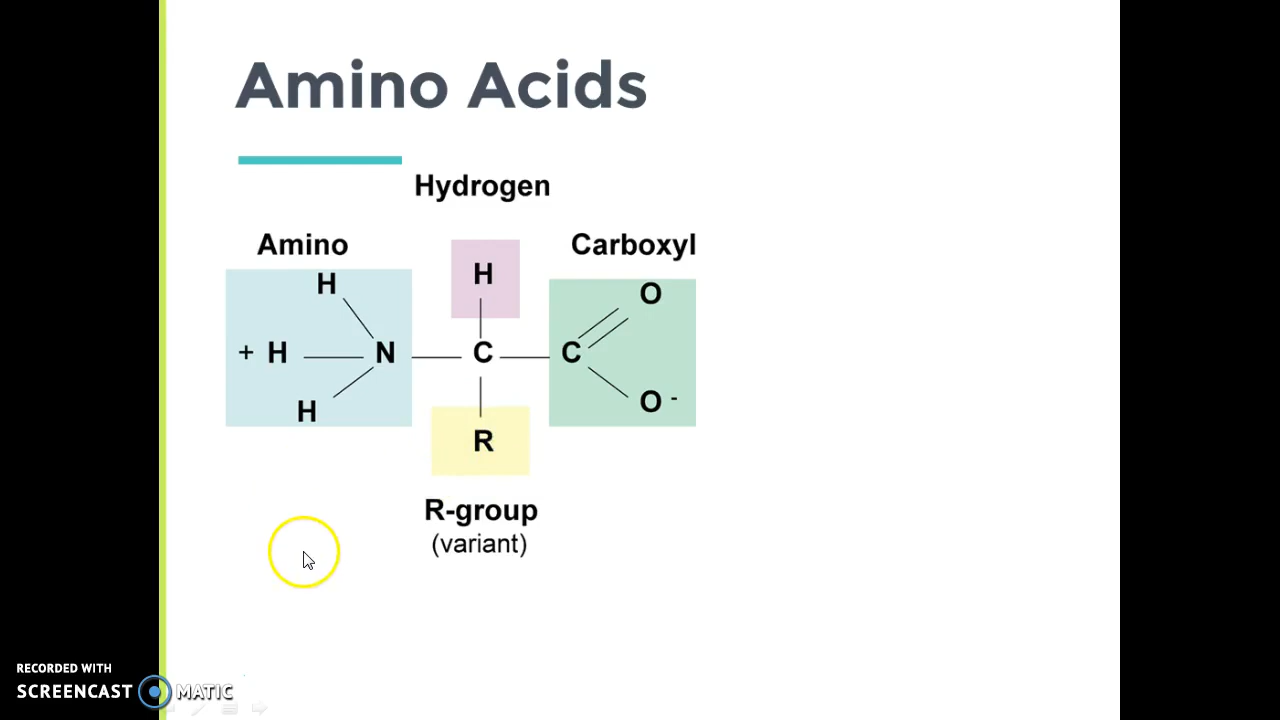 Amino Acids
Hydrogen
Amino
Carboxyl
H
H
O
+ H
N
C
C
H
O -
R
R-group
(variant)
RECORDED WITH
SCREENCAST MATIC